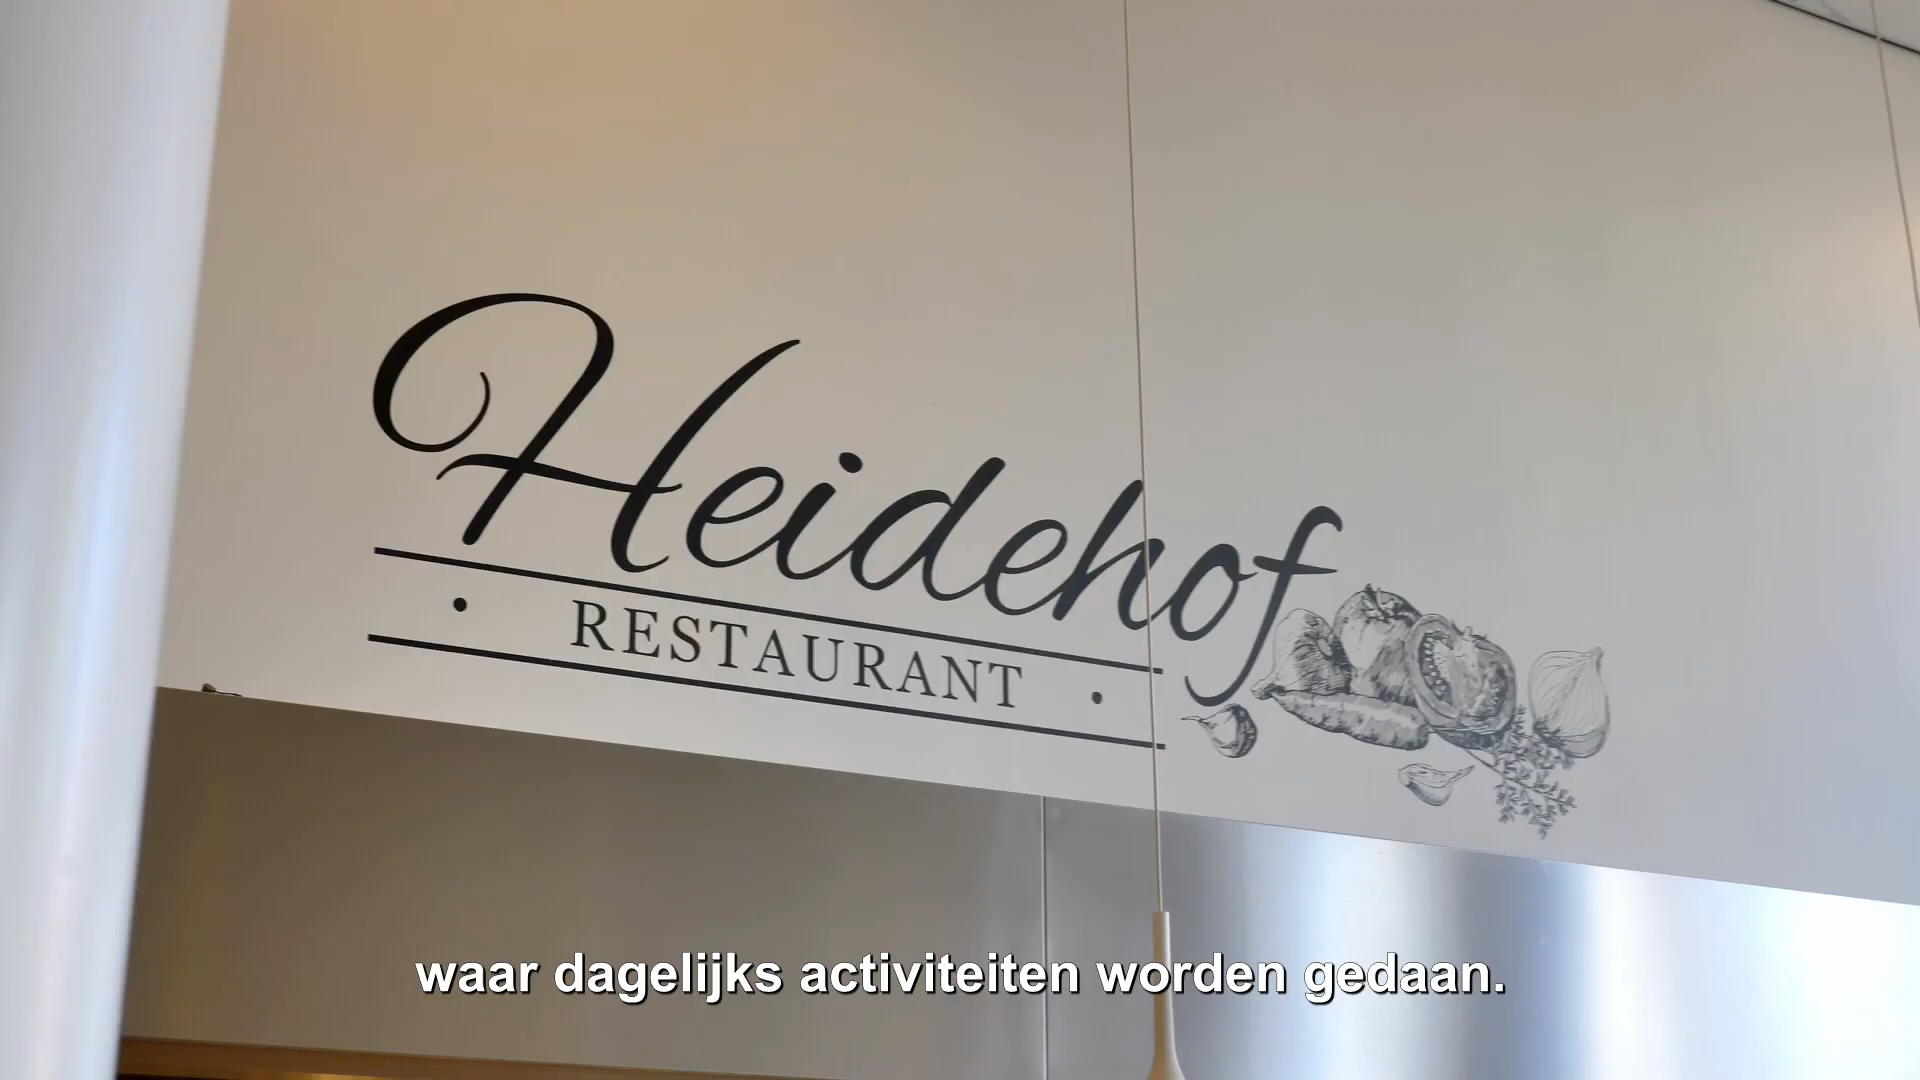 Heidehof
• RESTAURANT •
waar dagelijks activiteiten worden gedaan.